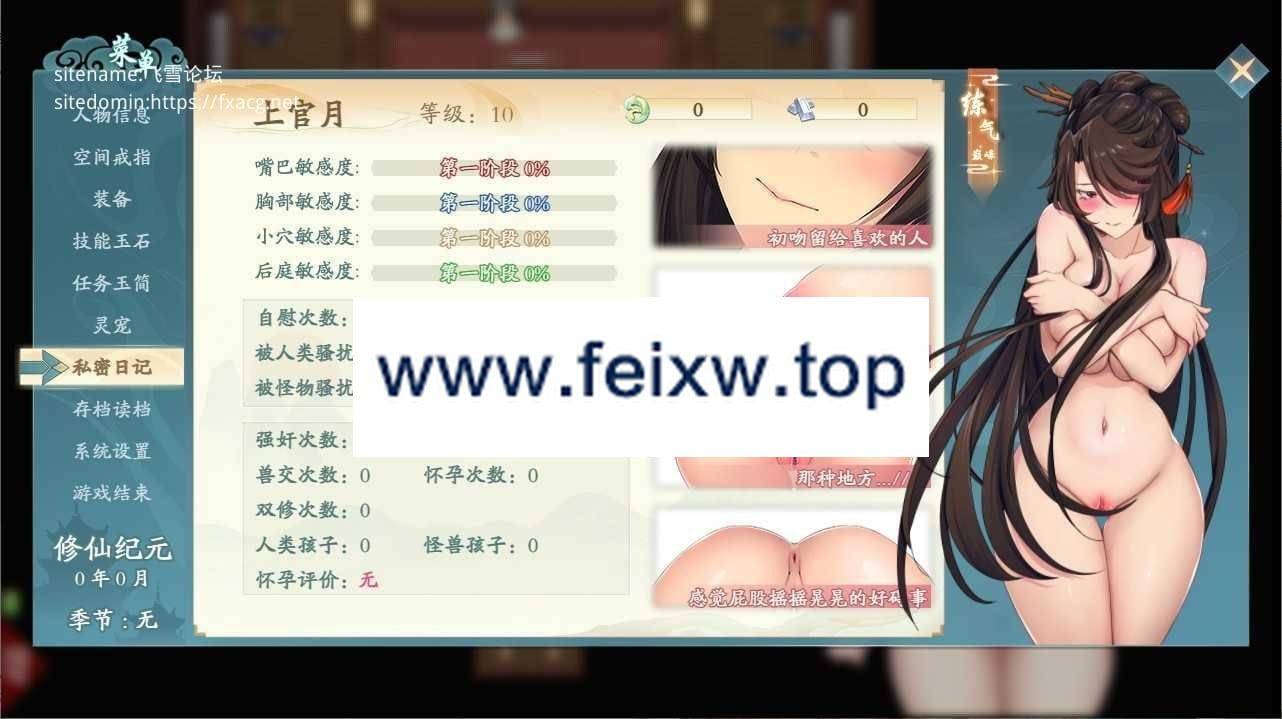 菜单
sitename:飞雪论坛
sitedomin:https://fxacg.net
人物信息
空间戒指
装备
技能玉石
任务玉简
灵宠
私密日记
存档读档
系统设置
游戏结束
修仙纪元
0年0月
季节:无
上官月
等级:10
0
0
嘴巴敏感度: 第一阶段 0%
胸部敏感度: 第一阶段 0%
小穴敏感度: 第一阶段 0%
后庭敏感度: 第一阶段 0%
自慰次数:
被人类骚扰
被怪物骚扰
强奸次数:
兽交次数: 0 怀孕次数: 0
双修次数: 0
人类孩子: 0 怪兽孩子: 0
怀孕评价: 无
初吻留给喜欢的人
www.feixw.top
那种地方...//
感觉屁股摇摇晃晃的好碍事
练气
巅峰